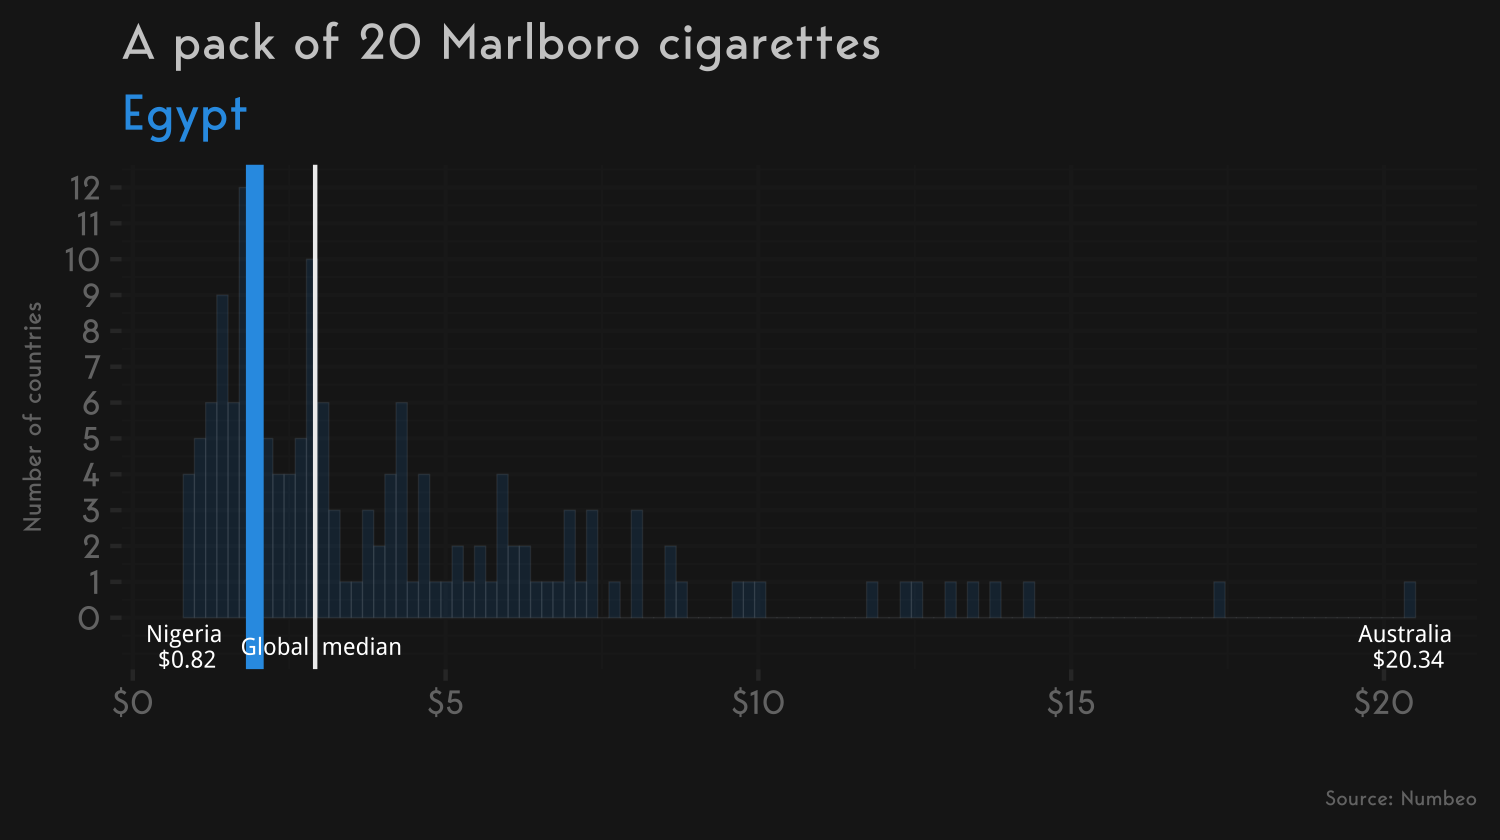 A pack of 20 Marlboro cigarettes
Egypt
Number of countries
12
11
10
9
8
7
6
5
4
3
2
1
0
Nigeria
$0.82
Global median
Australia
$20.34
$0 $5 $10 $15 $20
Source: Numbeo